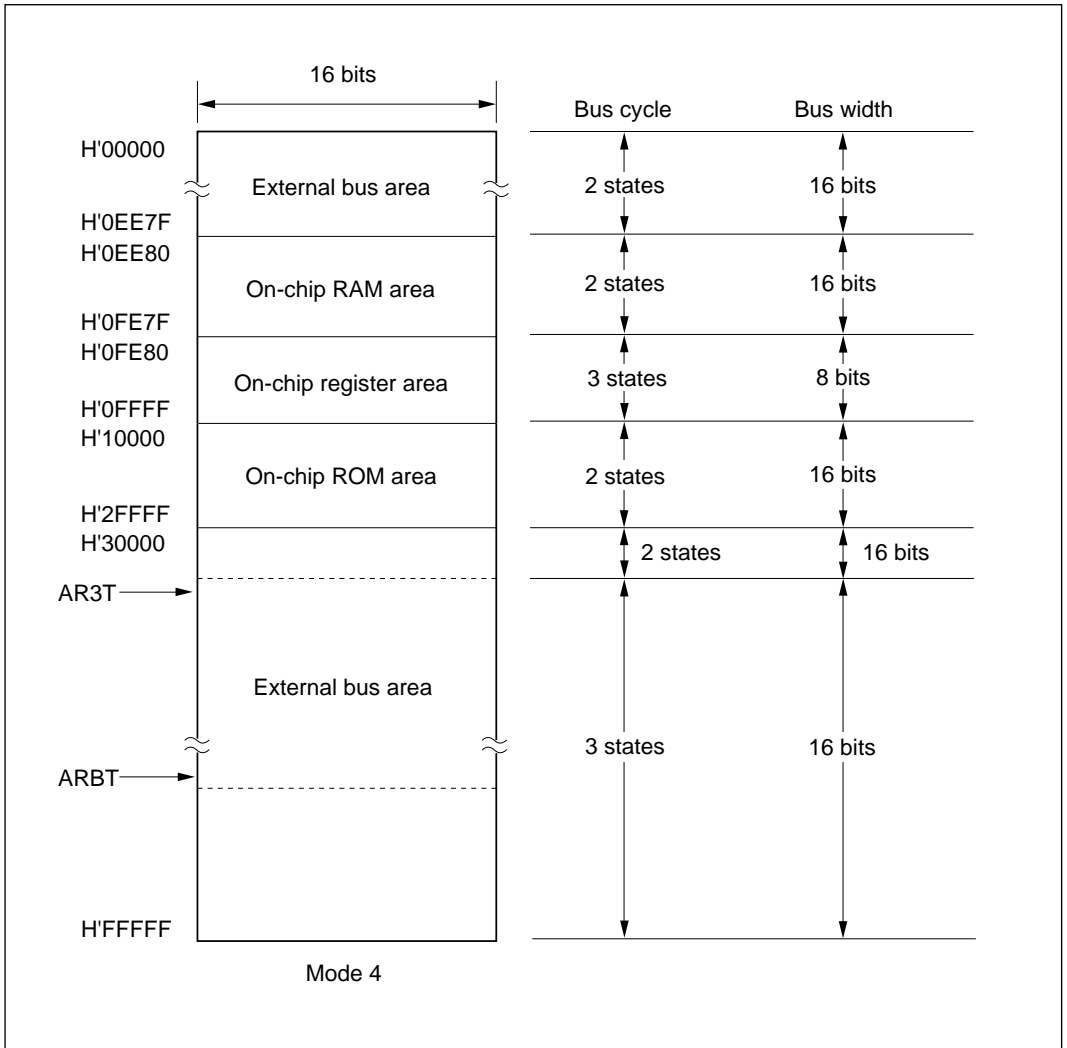 16 bits
Bus cycle Bus width
H'00000
External bus area 2 states 16 bits
H'0EE7F
H'0EE80
On-chip RAM area 2 states 16 bits
H'0FE7F
H'0FE80
On-chip register area 3 states 8 bits
H'0FFFF
H'10000
On-chip ROM area 2 states 16 bits
H'2FFFF
H'30000
2 states 16 bits
AR3T
External bus area
3 states 16 bits
ARBT
H'FFFFF
Mode 4